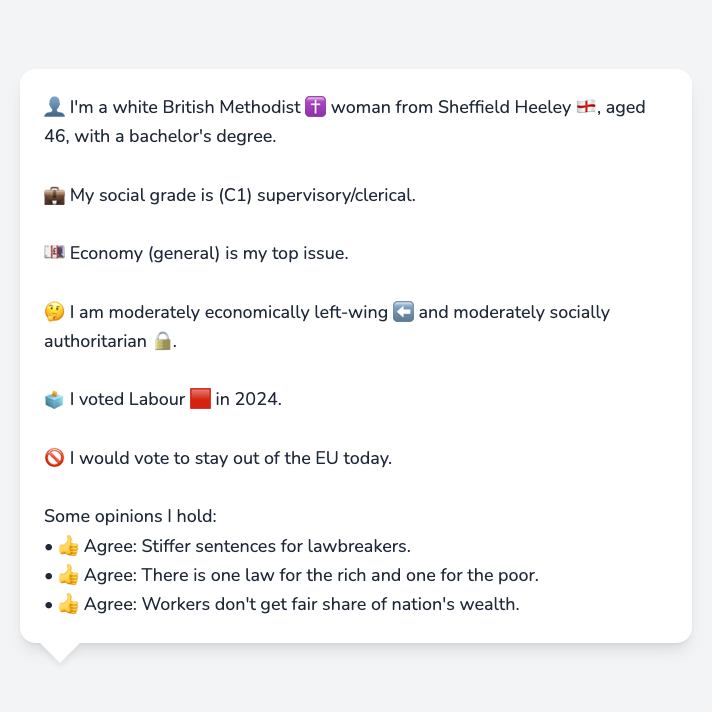 👤 I'm a white British Methodist ✝️ woman from Sheffield Heeley 🏴󠁧󠁢󠁥󠁮󠁧󠁿, aged
46, with a bachelor's degree.
💼 My social grade is (C1) supervisory/clerical.
💷 Economy (general) is my top issue.
🤔 I am moderately economically left-wing ⬅️ and moderately socially
authoritarian 🔒.
🗳️ I voted Labour 🟥 in 2024.
🚫 I would vote to stay out of the EU today.
Some opinions I hold:
• 👍 Agree: Stiffer sentences for lawbreakers.
• 👍 Agree: There is one law for the rich and one for the poor.
• 👍 Agree: Workers don't get fair share of nation's wealth.